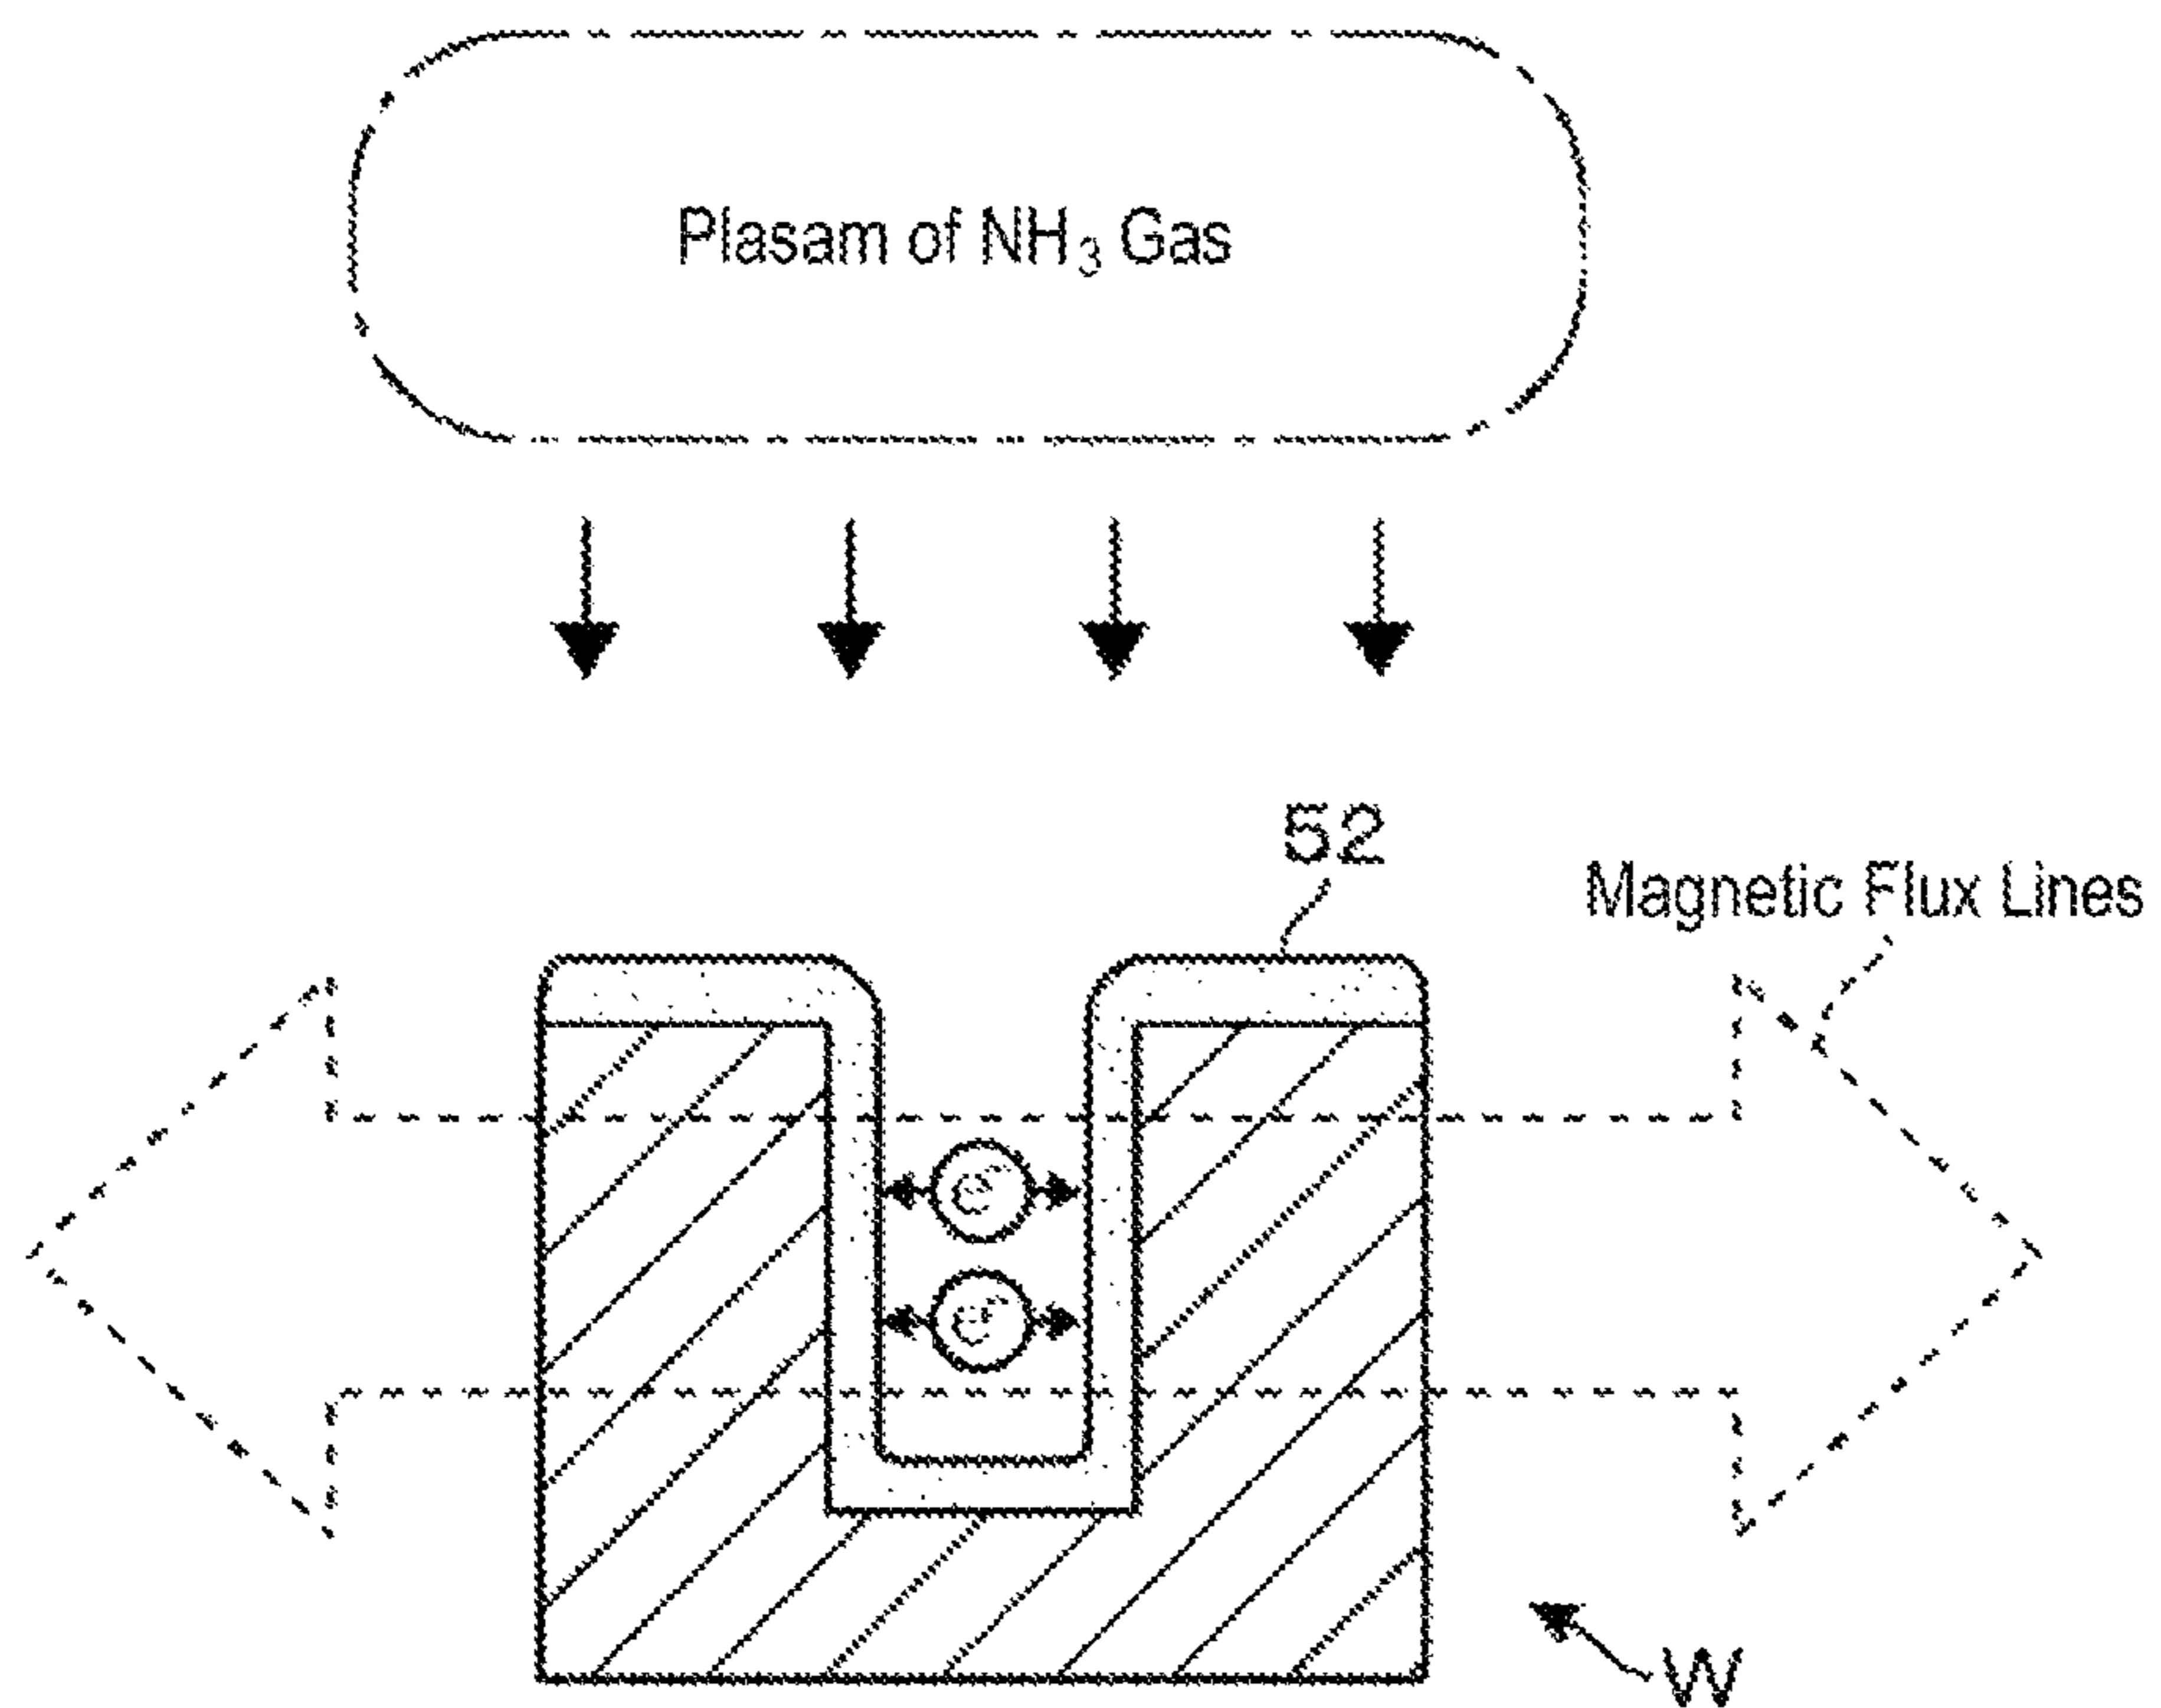 Plasam of NH₃ Gas
52
Magnetic Flux Lines
W